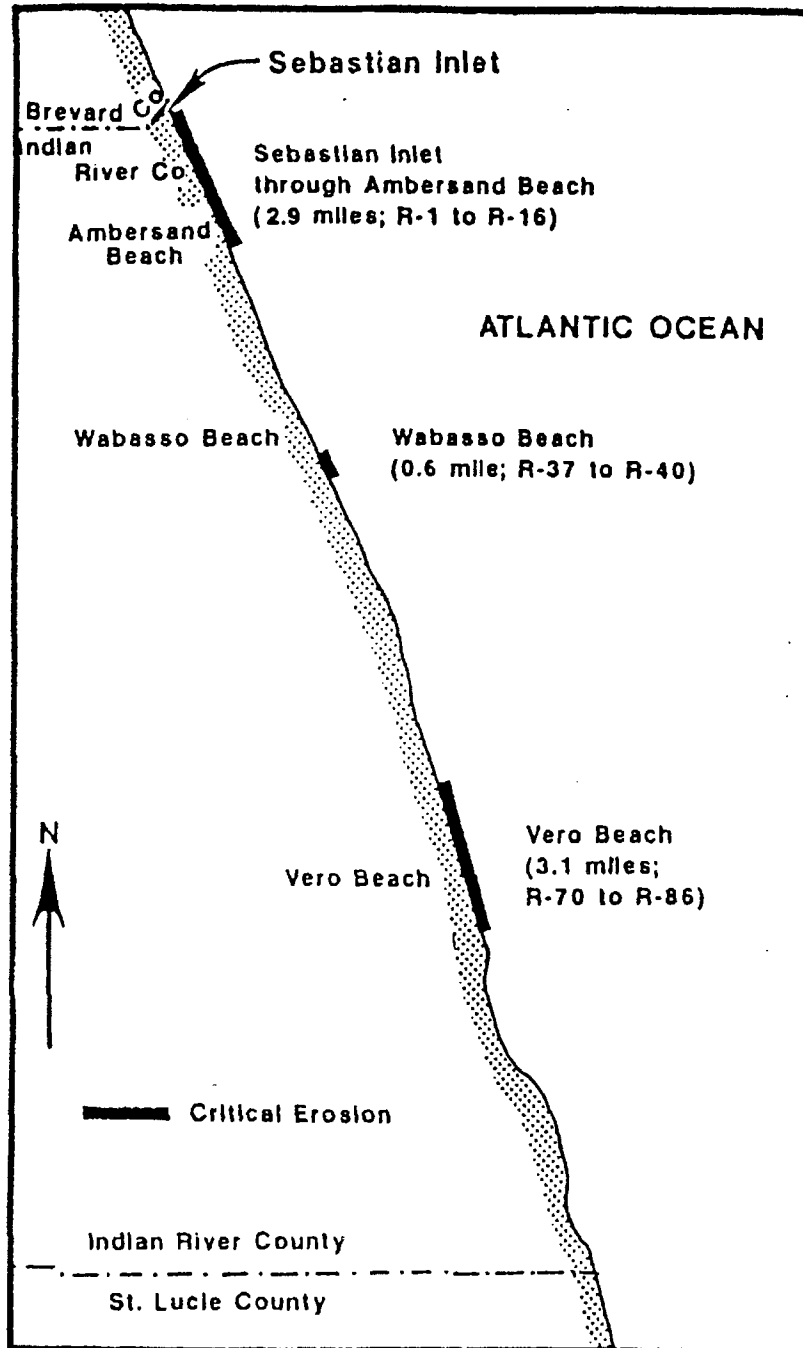 Sebastian Inlet
Brevard Co
Indian
River Co
Sebastian Inlet
through Ambersand Beach
(2.9 miles; R-1 to R-16)
Ambersand
Beach
ATLANTIC OCEAN
Wabasso Beach
Wabasso Beach
(0.6 mile; R-37 to R-40)
N
Vero Beach
Vero Beach
(3.1 miles;
R-70 to R-86)
Critical Erosion
Indian River County
St. Lucie County